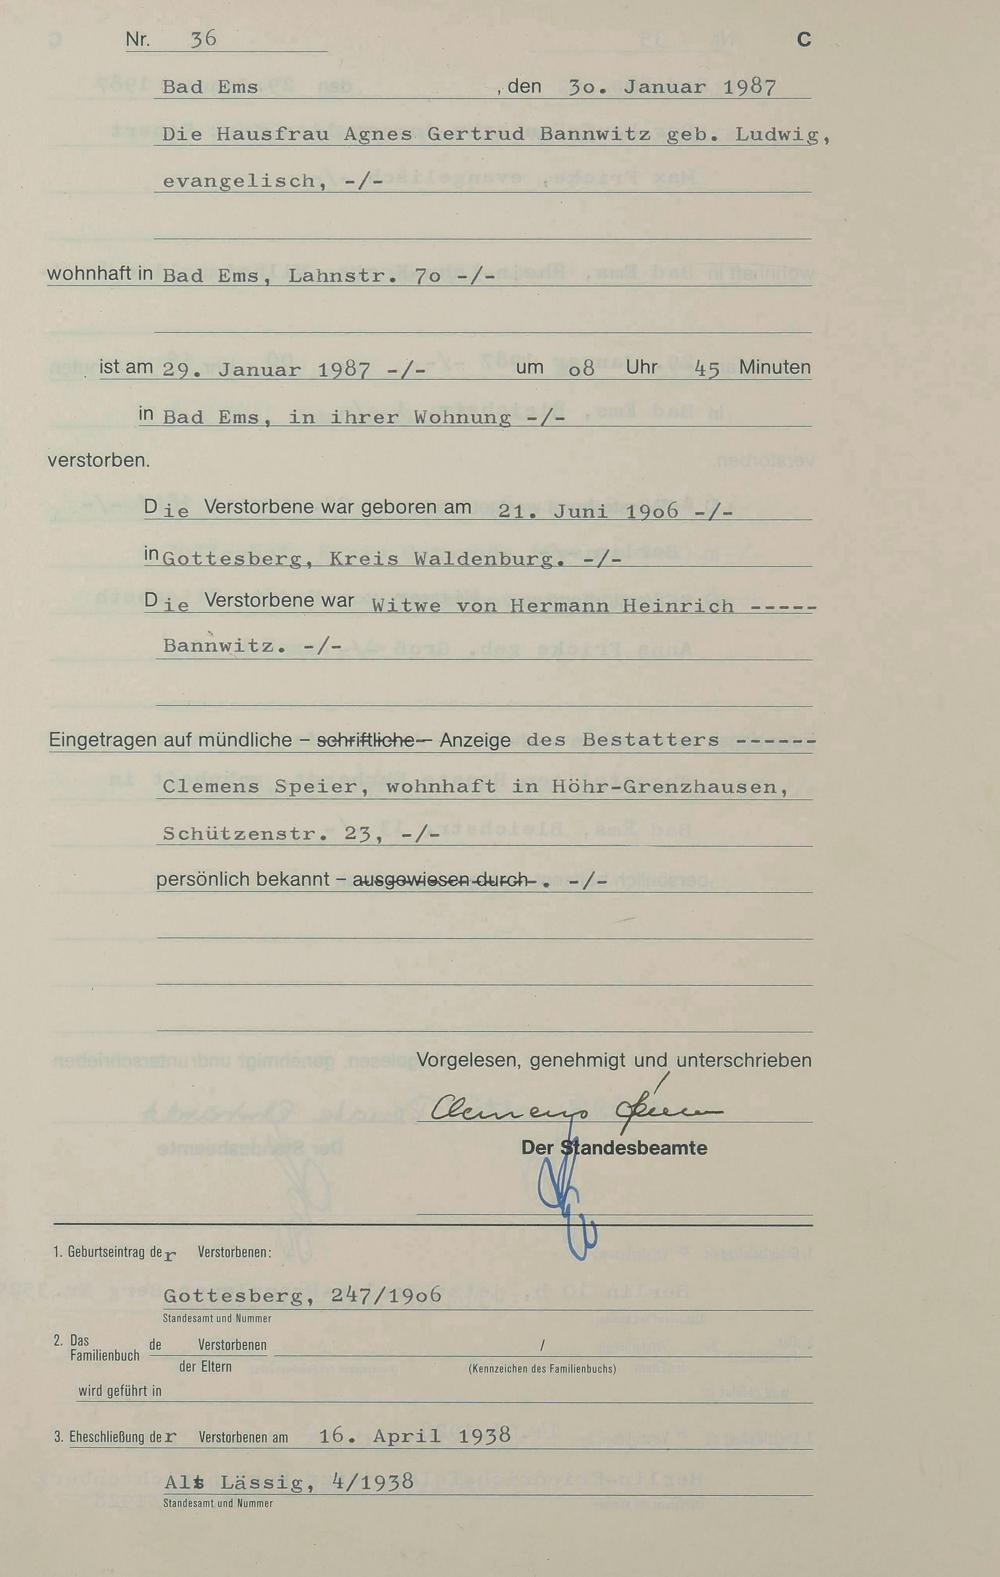 Nr. 36 C
Bad Ems , den 3o. Januar 1987
Die Hausfrau Agnes Gertrud Bannwitz geb. Ludwig,
evangelisch, -/-
wohnhaft in Bad Ems, Lahnstr. 7o -/-
ist am 29. Januar 1987 -/- um o8 Uhr 45 Minuten
in Bad Ems, in ihrer Wohnung -/-
verstorben.
Die Verstorbene war geboren am 21. Juni 19o6 -/-
in Gottesberg, Kreis Waldenburg. -/-
Die Verstorbene war Witwe von Hermann Heinrich -----
Bannwitz. -/-
Eingetragen auf mündliche – schriftliche – Anzeige des Bestatters ------
Clemens Speier, wohnhaft in Höhr-Grenzhausen,
Schützenstr. 23, -/-
persönlich bekannt – ausgewiesen durch . -/-
Vorgelesen, genehmigt und unterschrieben
Clemens Speier
Der Standesbeamte
1. Geburtseintrag der Verstorbenen:
Gottesberg, 247/19o6
Standesamt und Nummer
2. Das Familienbuch de Verstorbenen /
der Eltern (Kennzeichen des Familienbuchs)
wird geführt in
3. Eheschließung der Verstorbenen am 16. April 1938
Alt Lässig, 4/1938
Standesamt und Nummer